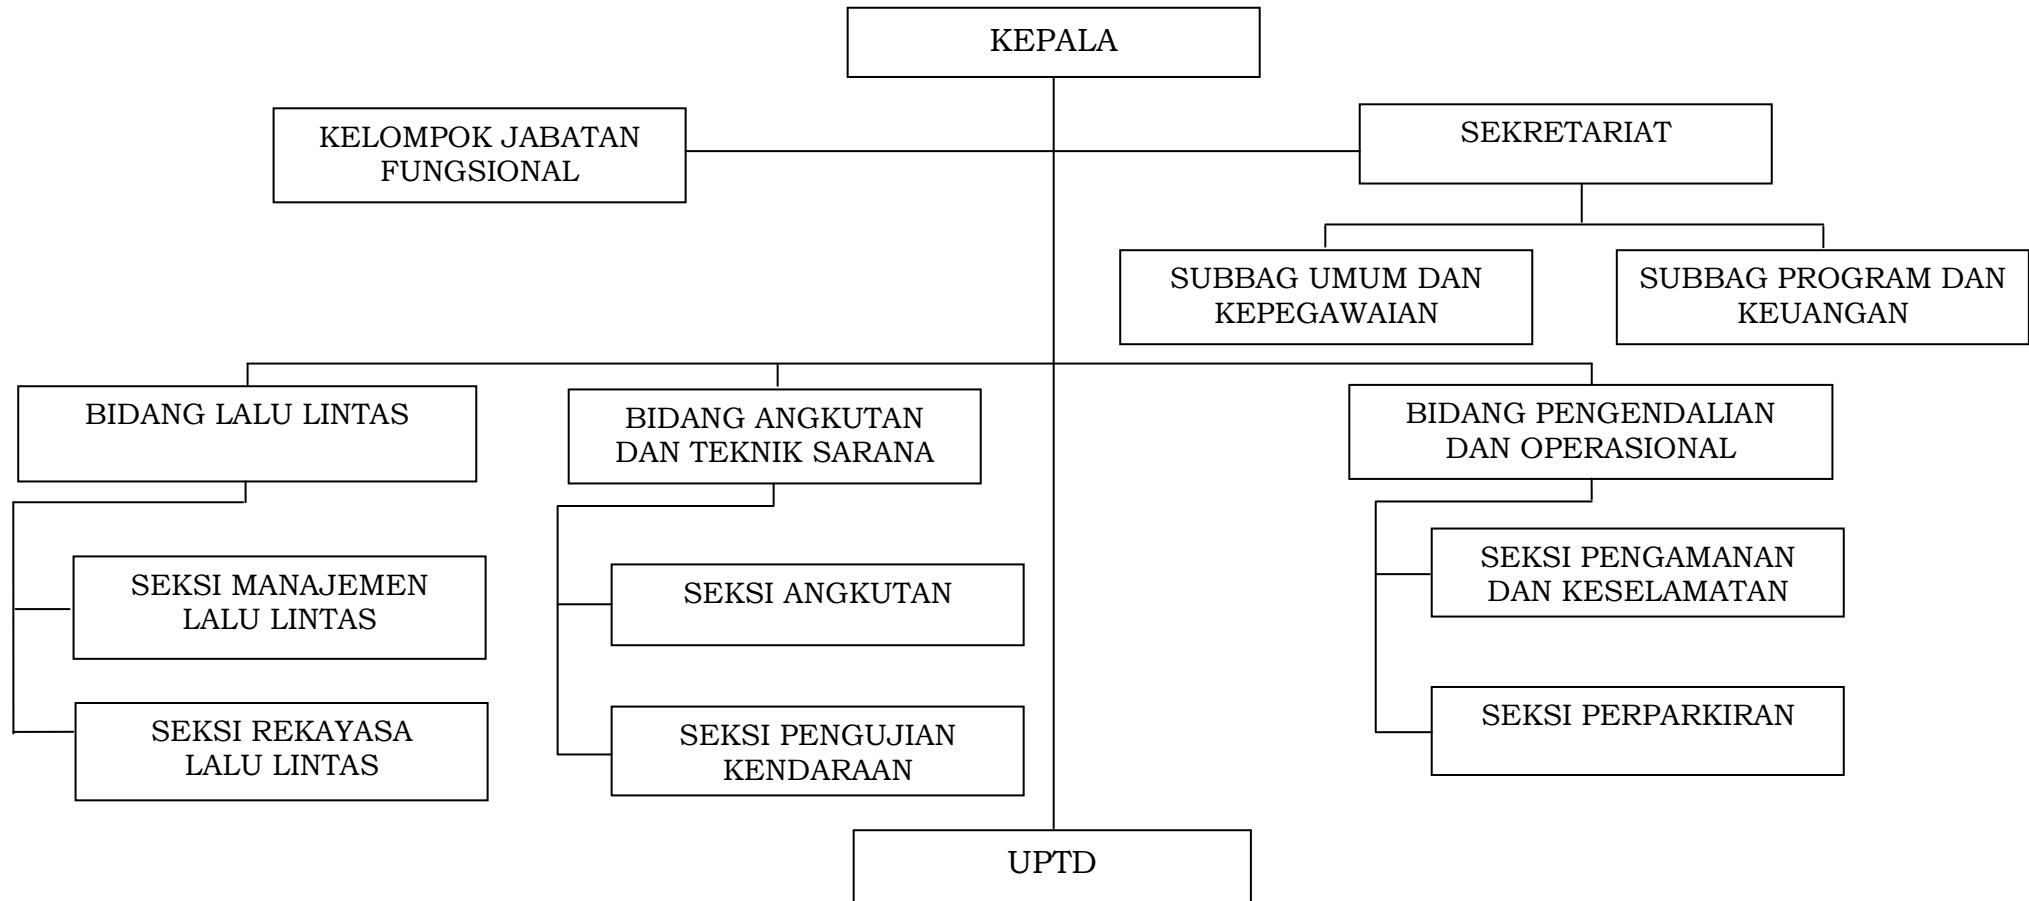 KEPALA
KELOMPOK JABATAN
FUNGSIONAL
SEKRETARIAT
SUBBAG UMUM DAN
KEPEGAWAIAN
SUBBAG PROGRAM DAN
KEUANGAN
BIDANG LALU LINTAS
BIDANG ANGKUTAN
DAN TEKNIK SARANA
BIDANG PENGENDALIAN
DAN OPERASIONAL
SEKSI MANAJEMEN
LALU LINTAS
SEKSI ANGKUTAN
SEKSI PENGAMANAN
DAN KESELAMATAN
SEKSI REKAYASA
LALU LINTAS
SEKSI PENGUJIAN
KENDARAAN
SEKSI PERPARKIRAN
UPTD